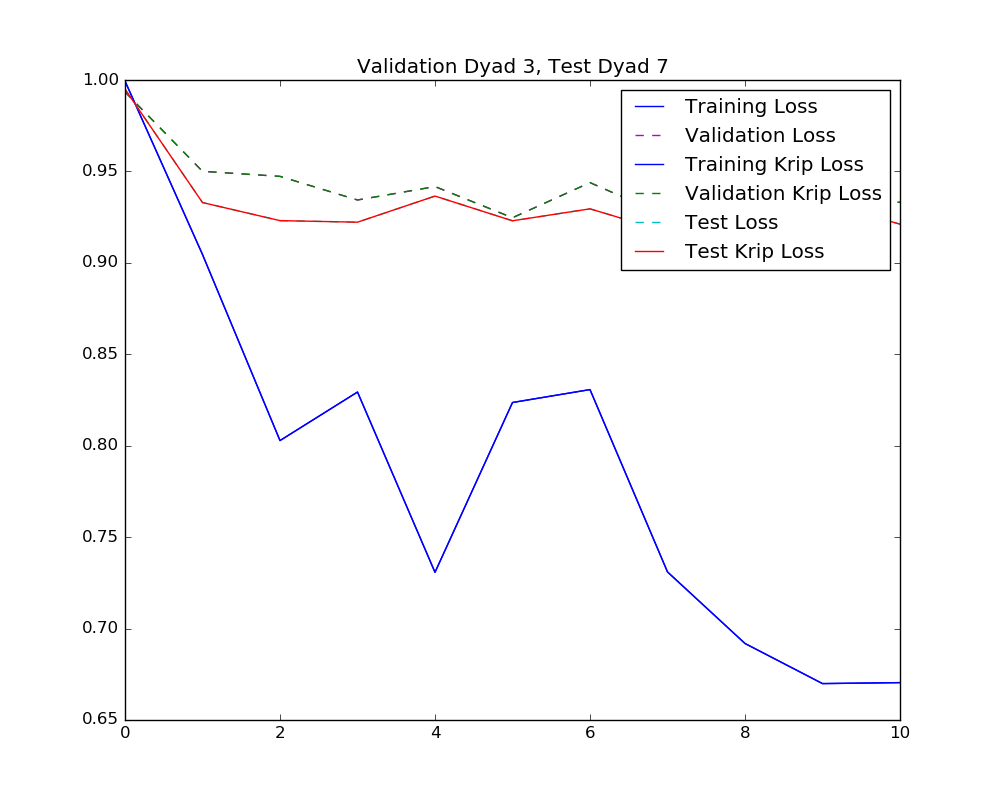 Validation Dyad 3, Test Dyad 7
1.00
0.95
0.90
0.85
0.80
0.75
0.70
0.65
0
2
4
6
8
10
Training Loss
Validation Loss
Training Krip Loss
Validation Krip Loss
Test Loss
Test Krip Loss